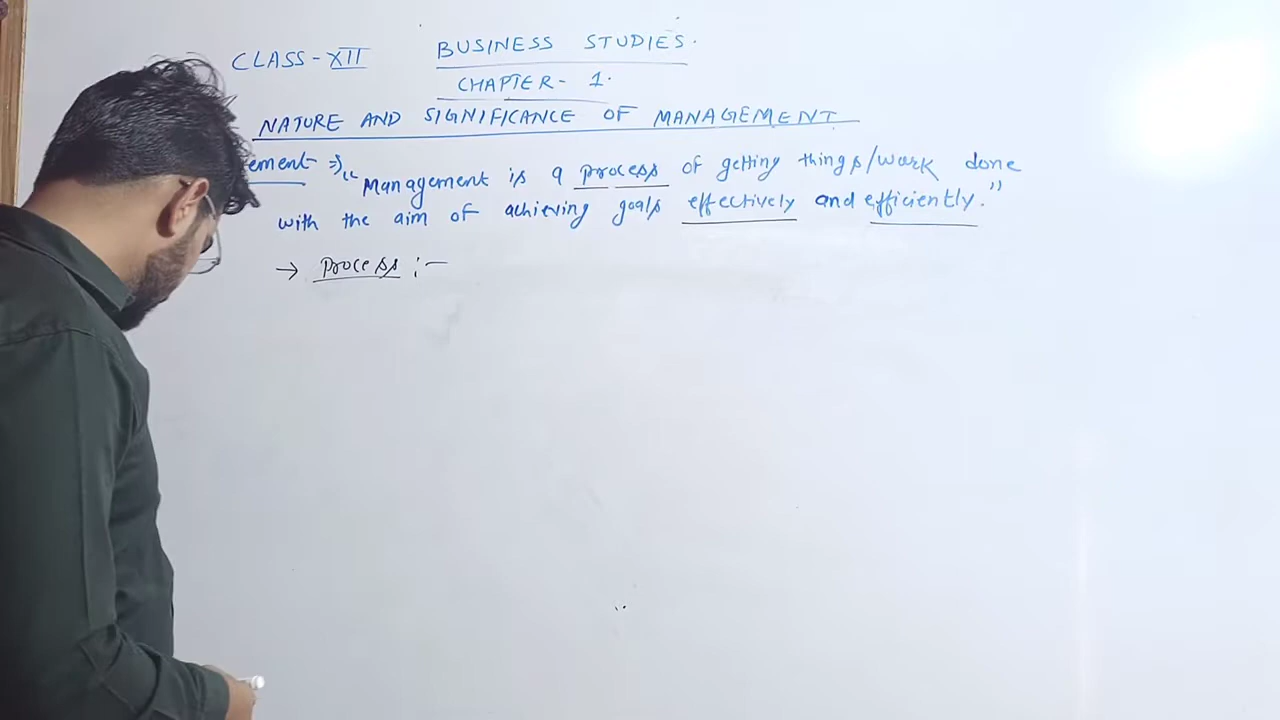 CLASS-XII BUSINESS STUDIES.
CHAPTER- 1.
NATURE AND SIGNIFICANCE OF MANAGEMENT
ement ⇒ "Management is a process of getting things/work done
with the aim of achieving goals effectively and efficiently."
→ Process :-